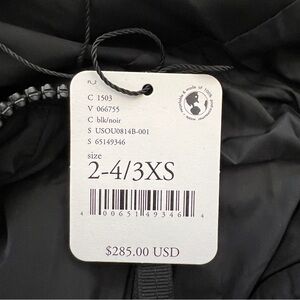 C 1503
V 066755
C blk/noir
S USOU0814B-001
S 65149346
size
2-4/3XS
4 00651 49346 4
$285.00 USD